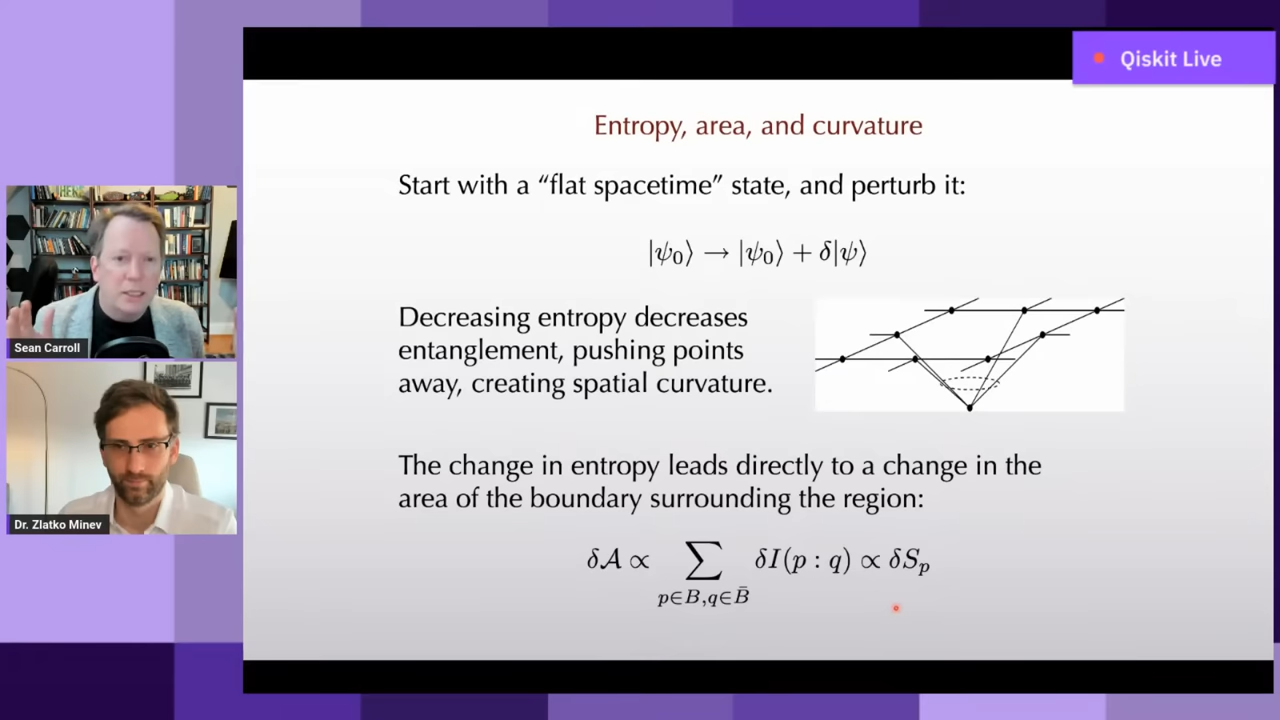 Qiskit Live
Entropy, area, and curvature
Start with a “flat spacetime” state, and perturb it:
|ψ₀⟩ → |ψ₀⟩ + δ|ψ⟩
Decreasing entropy decreases
entanglement, pushing points
away, creating spatial curvature.
The change in entropy leads directly to a change in the
area of the boundary surrounding the region:
δ𝒜 ∝ ∑ δI(p : q) ∝ δSₚ
p∈B,q∈B̄
Sean Carroll
Dr. Zlatko Minev